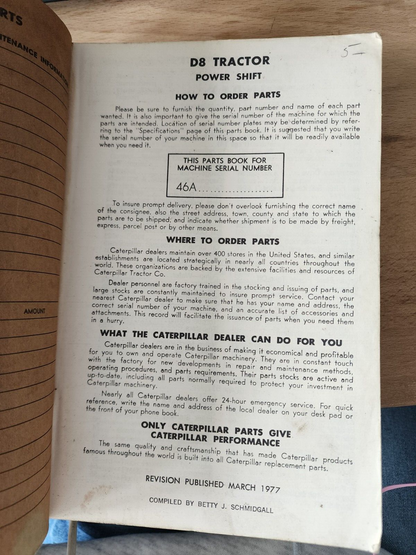 RTS
NTENANCE INFORMA
AMOUNT
5—
D8 TRACTOR
POWER SHIFT
HOW TO ORDER PARTS
Please be sure to furnish the quantity, part number and name of each part
wanted. It is also important to give the serial number of the machine for which the
parts are intended. Location of serial number plates may be determined by refer-
ring to the "Specifications" page of this parts book. It is suggested that you write
the serial number of your machine in this space so that it will be readily available
when you need it.
THIS PARTS BOOK FOR
MACHINE SERIAL NUMBER
46A....................
To insure prompt delivery, please don't overlook furnishing the correct name
of the consignee, also the street address, town, county and state to which the
parts are to be shipped; and indicate whether shipment is to be made by freight,
express, parcel post or by other means.
WHERE TO ORDER PARTS
Caterpillar dealers maintain over 400 stores in the United States, and similar
establishments are located strategically in nearly all countries throughout the
world. These organizations are backed by the extensive facilities and resources of
Caterpillar Tractor Co.
Dealer personnel are factory trained in the stocking and issuing of parts, and
large stocks are constantly maintained to insure prompt service. Contact your
nearest Caterpillar dealer to make sure that he has your name and address, the
correct serial number of your machine, and an accurate list of accessories and
attachments. This record will facilitate the issuance of parts when you need them
in a hurry.
WHAT THE CATERPILLAR DEALER CAN DO FOR YOU
Caterpillar dealers are in the business of making it economical and profitable
for you to own and operate Caterpillar machinery. They are in constant touch
with the factory for new developments in repair and maintenance methods,
operating procedures, and parts requirements. Their parts stocks are active and
up-to-date, including all parts normally required to protect your investment in
Caterpillar machinery.
Nearly all Caterpillar dealers offer 24-hour emergency service. For quick
reference, write the name and address of the local dealer on your desk pad or
the front of your phone book.
ONLY CATERPILLAR PARTS GIVE
CATERPILLAR PERFORMANCE
The same quality and craftsmanship that has made Caterpillar products
famous throughout the world is built into all Caterpillar replacement parts.
REVISION PUBLISHED MARCH 1977
COMPILED BY BETTY J. SCHMIDGALL